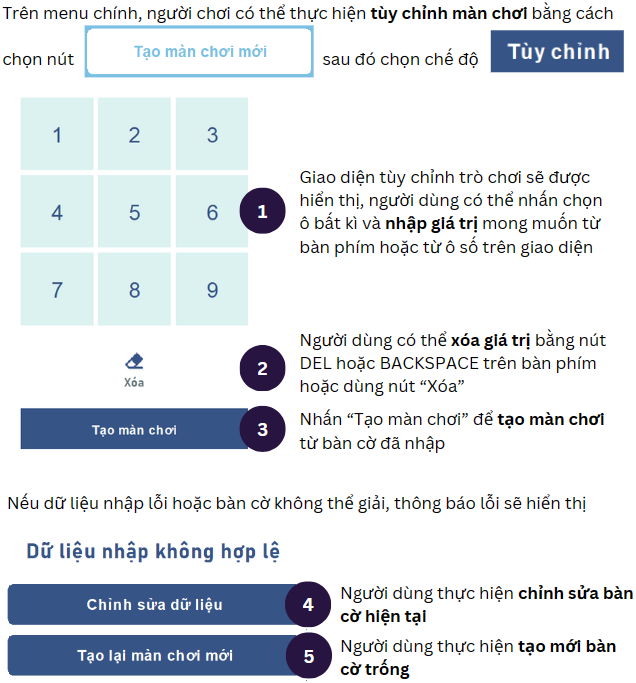 Trên menu chính, người chơi có thể thực hiện tùy chỉnh màn chơi bằng cách
chọn nút Tạo màn chơi mới sau đó chọn chế độ Tùy chỉnh
1 2 3
4 5 6
7 8 9
1
Giao diện tùy chỉnh trò chơi sẽ được
hiển thị, người dùng có thể nhấn chọn
ô bất kì và nhập giá trị mong muốn từ
bàn phím hoặc từ ô số trên giao diện
Xóa
2
Người dùng có thể xóa giá trị bằng nút
DEL hoặc BACKSPACE trên bàn phím
hoặc dùng nút “Xóa”
Tạo màn chơi
3
Nhấn “Tạo màn chơi” để tạo màn chơi
từ bàn cờ đã nhập
Nếu dữ liệu nhập lỗi hoặc bàn cờ không thể giải, thông báo lỗi sẽ hiển thị
Dữ liệu nhập không hợp lệ
Chỉnh sửa dữ liệu
4
Người dùng thực hiện chỉnh sửa bàn
cờ hiện tại
Tạo lại màn chơi mới
5
Người dùng thực hiện tạo mới bàn
cờ trống